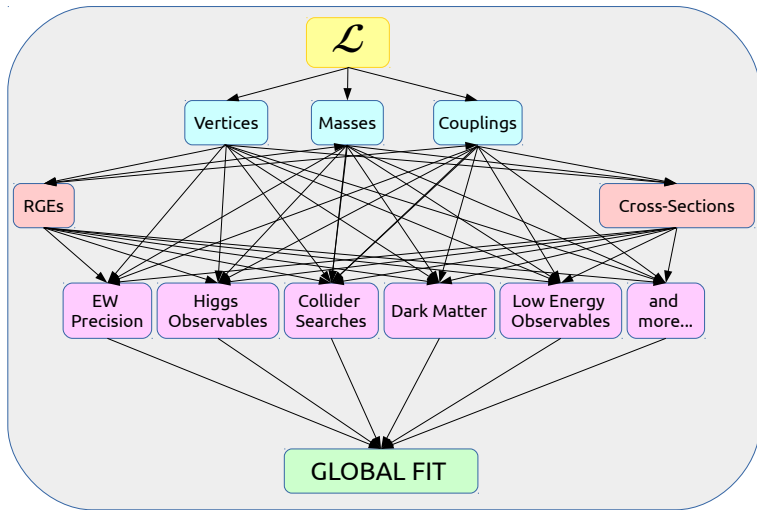 ℒ
Vertices
Masses
Couplings
RGEs
Cross-Sections
EW
Precision
Higgs
Observables
Collider
Searches
Dark Matter
Low Energy
Observables
and
more...
GLOBAL FIT